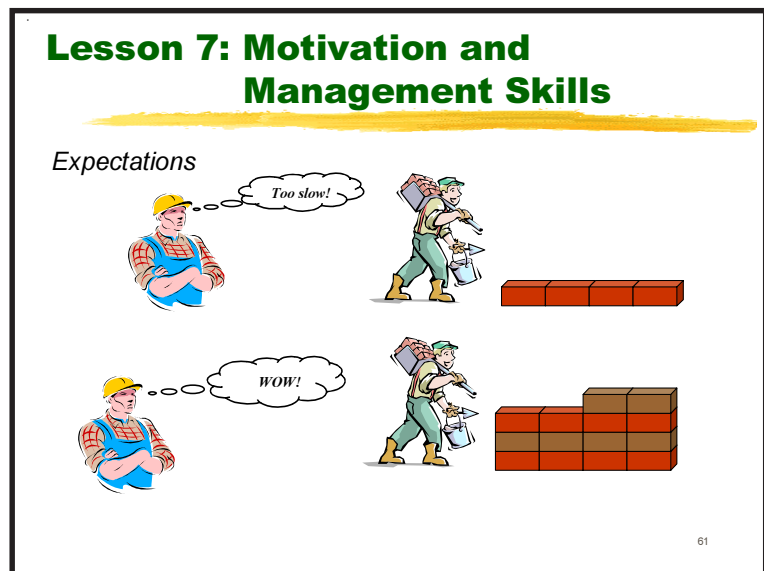 Lesson 7: Motivation and
Management Skills
Expectations
Too slow!
WOW!
61